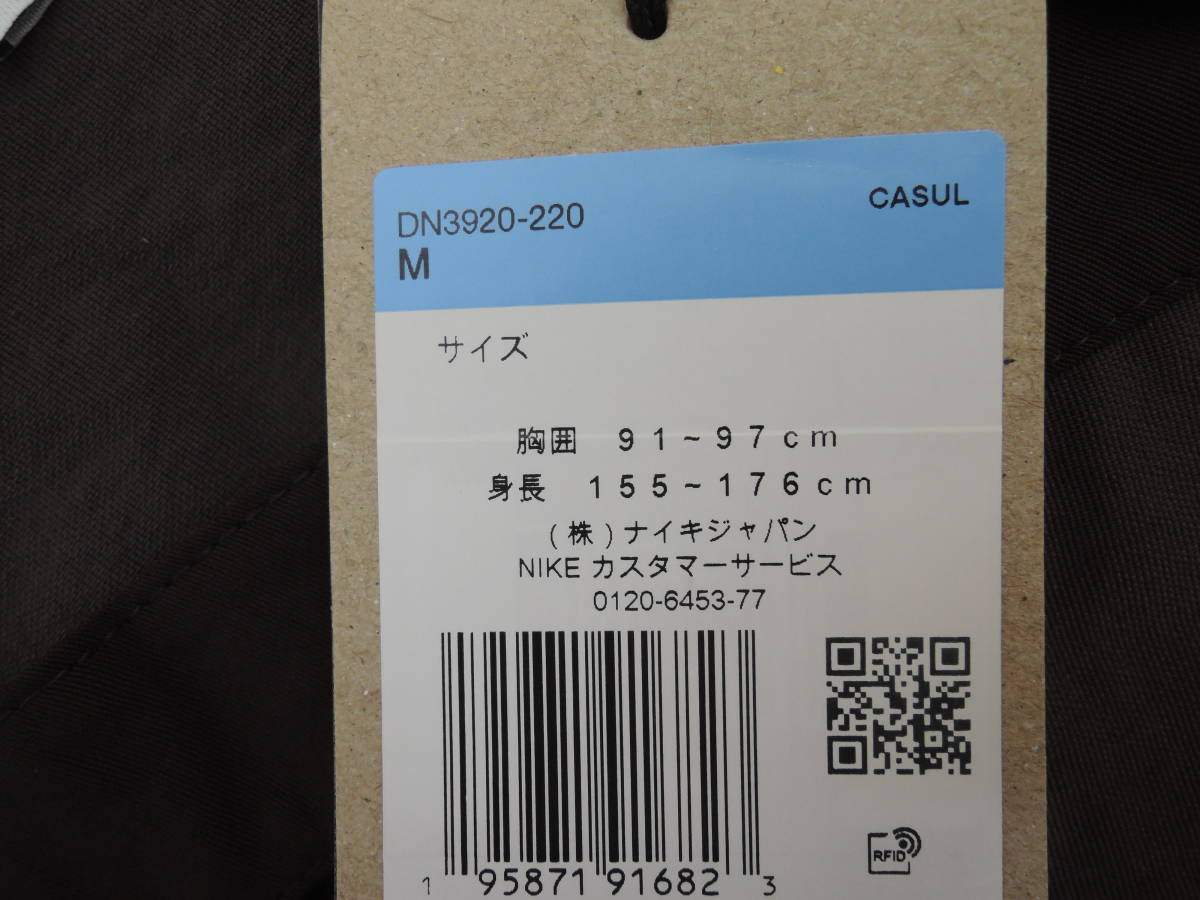 DN3920-220
CASUL
M
サイズ
胸囲 91~97cm
身長 155~176cm
(株)ナイキジャパン
NIKE カスタマーサービス
0120-6453-77
1 95871 91682 3
RFID